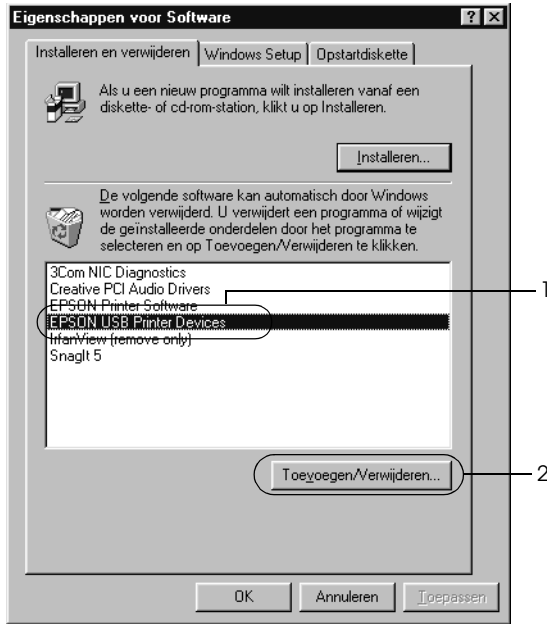 Eigenschappen voor Software
Installeren en verwijderen
Windows Setup
Opstartdiskette
Als u een nieuw programma wilt installeren vanaf een
diskette- of cd-rom-station, klikt u op Installeren.
Installeren...
De volgende software kan automatisch door Windows
worden verwijderd. U verwijdert een programma of wijzigt
de geïnstalleerde onderdelen door het programma te
selecteren en op Toevoegen/Verwijderen te klikken.
3Com NIC Diagnostics
Creative PCI Audio Drivers
EPSON Printer Software
EPSON USB Printer Devices
IrfanView (remove only)
SnagIt 5
1
Toevoegen/Verwijderen...
2
OK
Annuleren
Toepassen